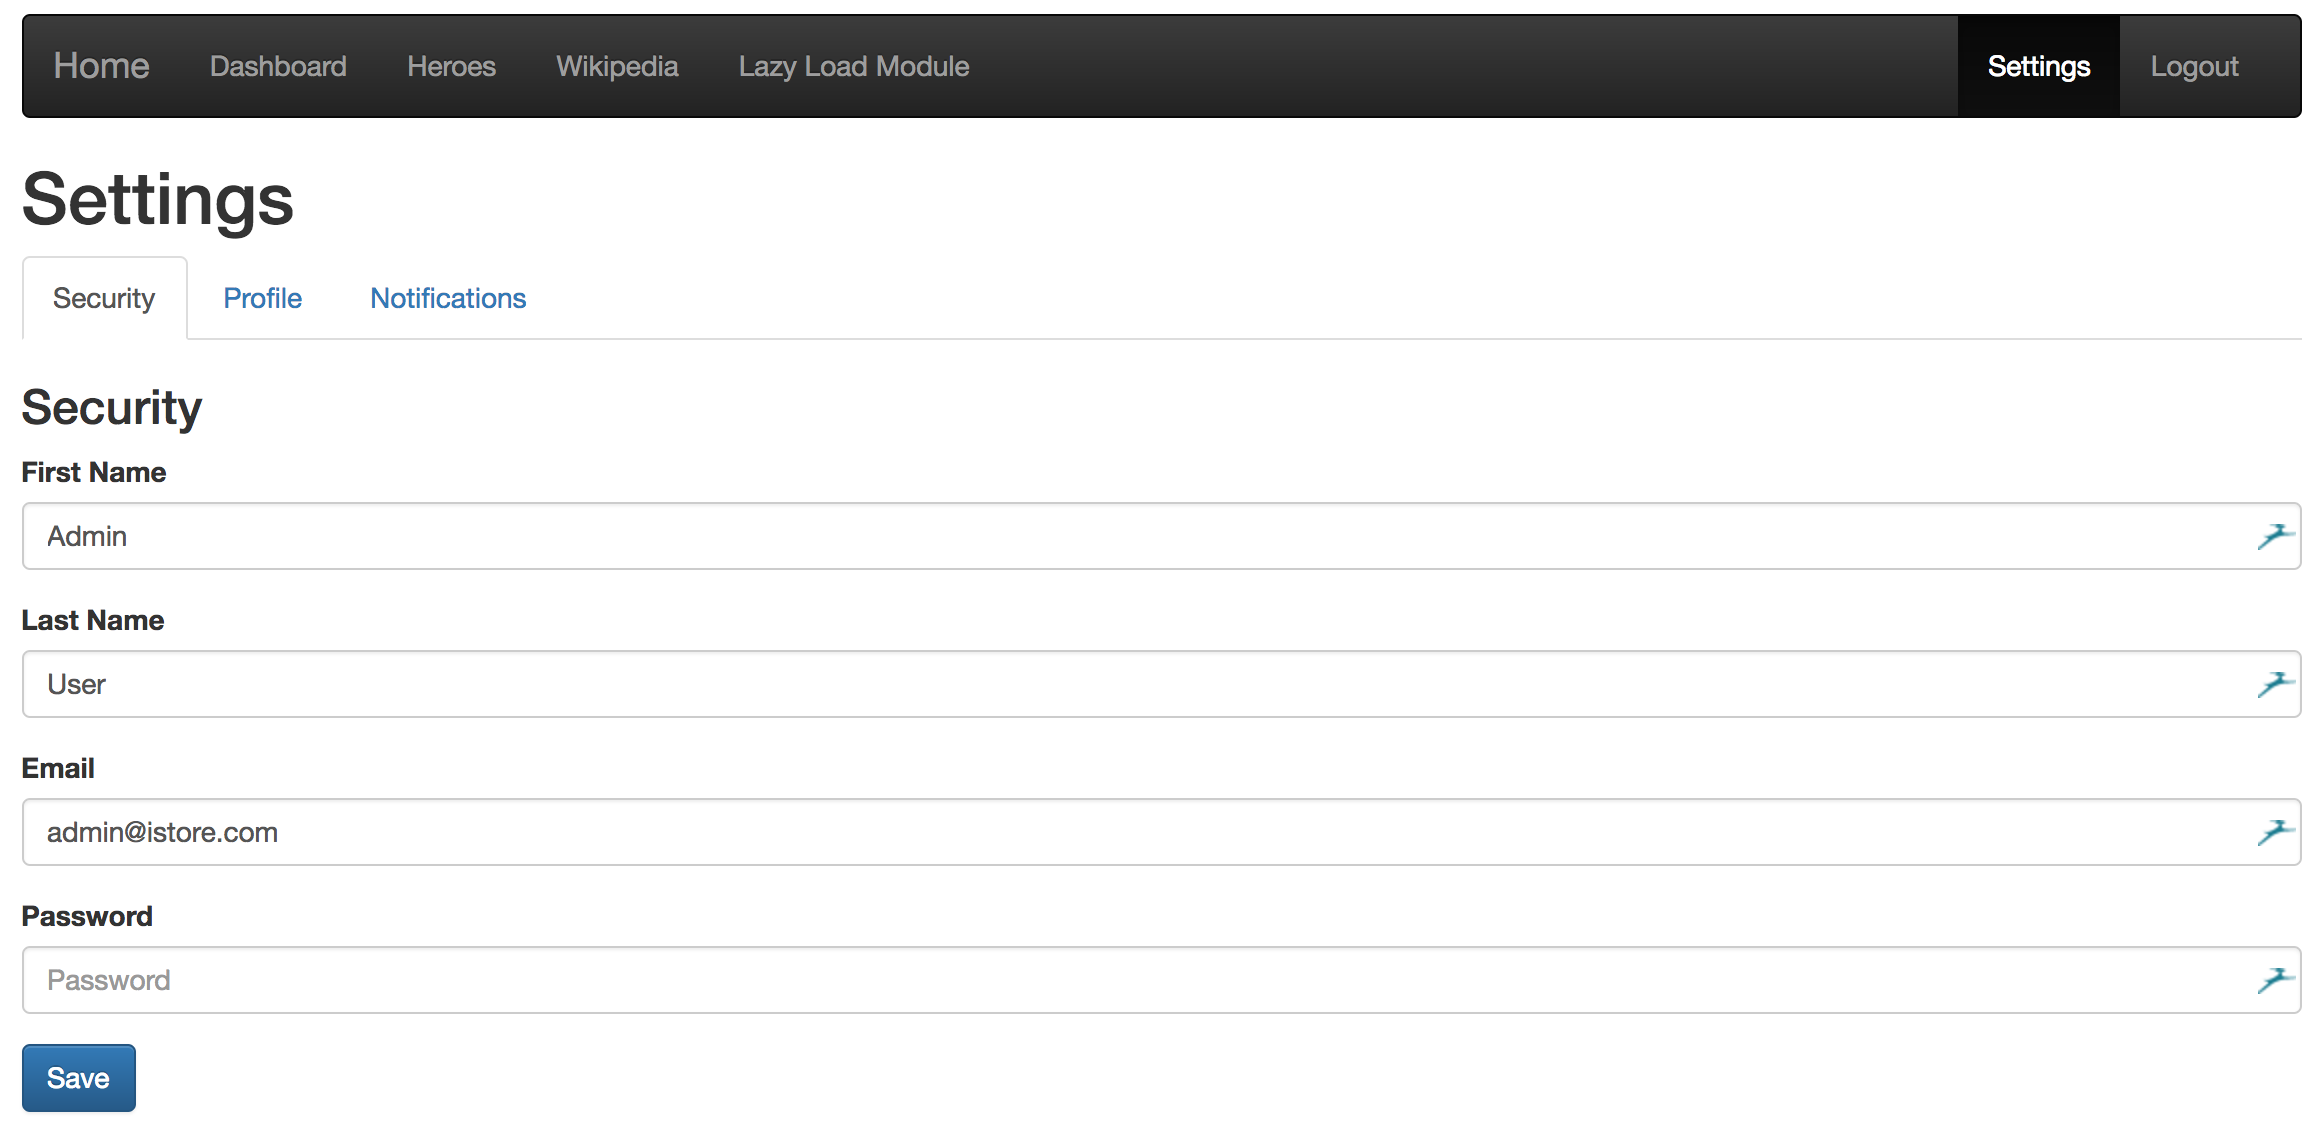 Home Dashboard Heroes Wikipedia Lazy Load Module Settings Logout
Settings
Security Profile Notifications
Security
First Name
Admin
Last Name
User
Email
admin@istore.com
Password
Password
Save